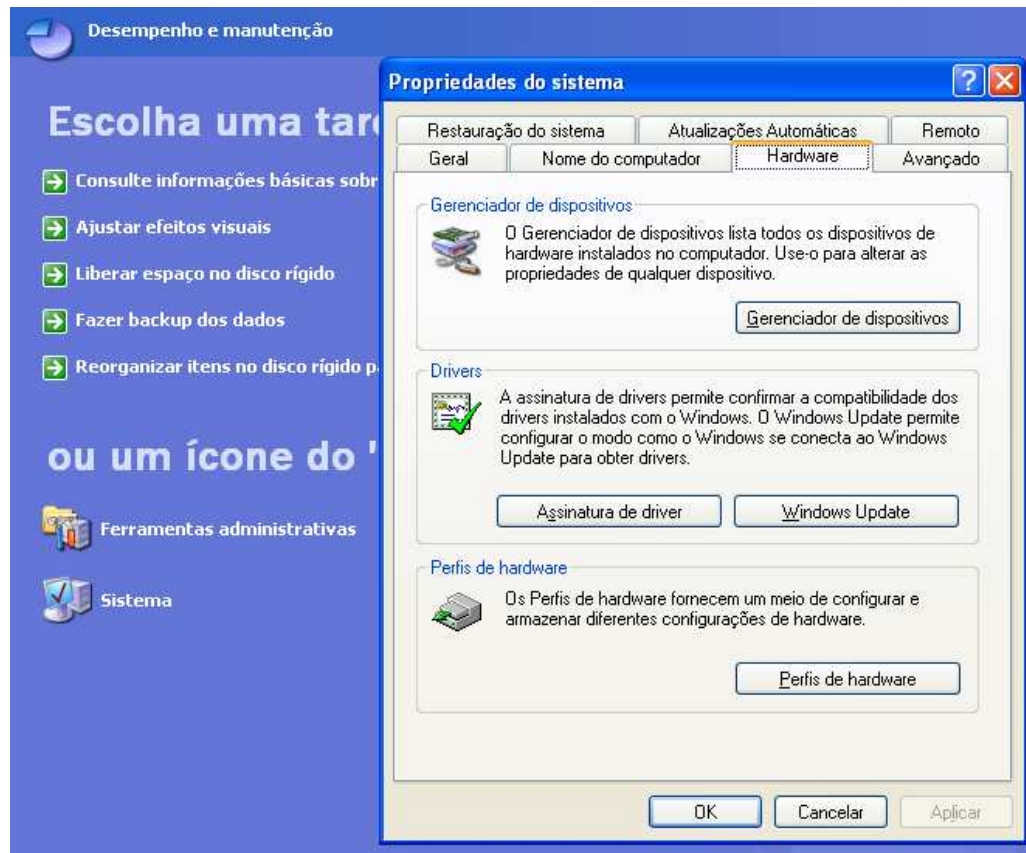 Desempenho e manutenção
Escolha uma tare
Consulte informações básicas sobr
Ajustar efeitos visuais
Liberar espaço no disco rígido
Fazer backup dos dados
Reorganizar itens no disco rígido pa
ou um ícone do '
Ferramentas administrativas
Sistema
Propriedades do sistema
Restauração do sistema
Atualizações Automáticas
Remoto
Geral
Nome do computador
Hardware
Avançado
Gerenciador de dispositivos
O Gerenciador de dispositivos lista todos os dispositivos de
hardware instalados no computador. Use-o para alterar as
propriedades de qualquer dispositivo.
Gerenciador de dispositivos
Drivers
A assinatura de drivers permite confirmar a compatibilidade dos
drivers instalados com o Windows. O Windows Update permite
configurar o modo como o Windows se conecta ao Windows
Update para obter drivers.
Assinatura de driver
Windows Update
Perfis de hardware
Os Perfis de hardware fornecem um meio de configurar e
armazenar diferentes configurações de hardware.
Perfis de hardware
OK
Cancelar
Aplicar